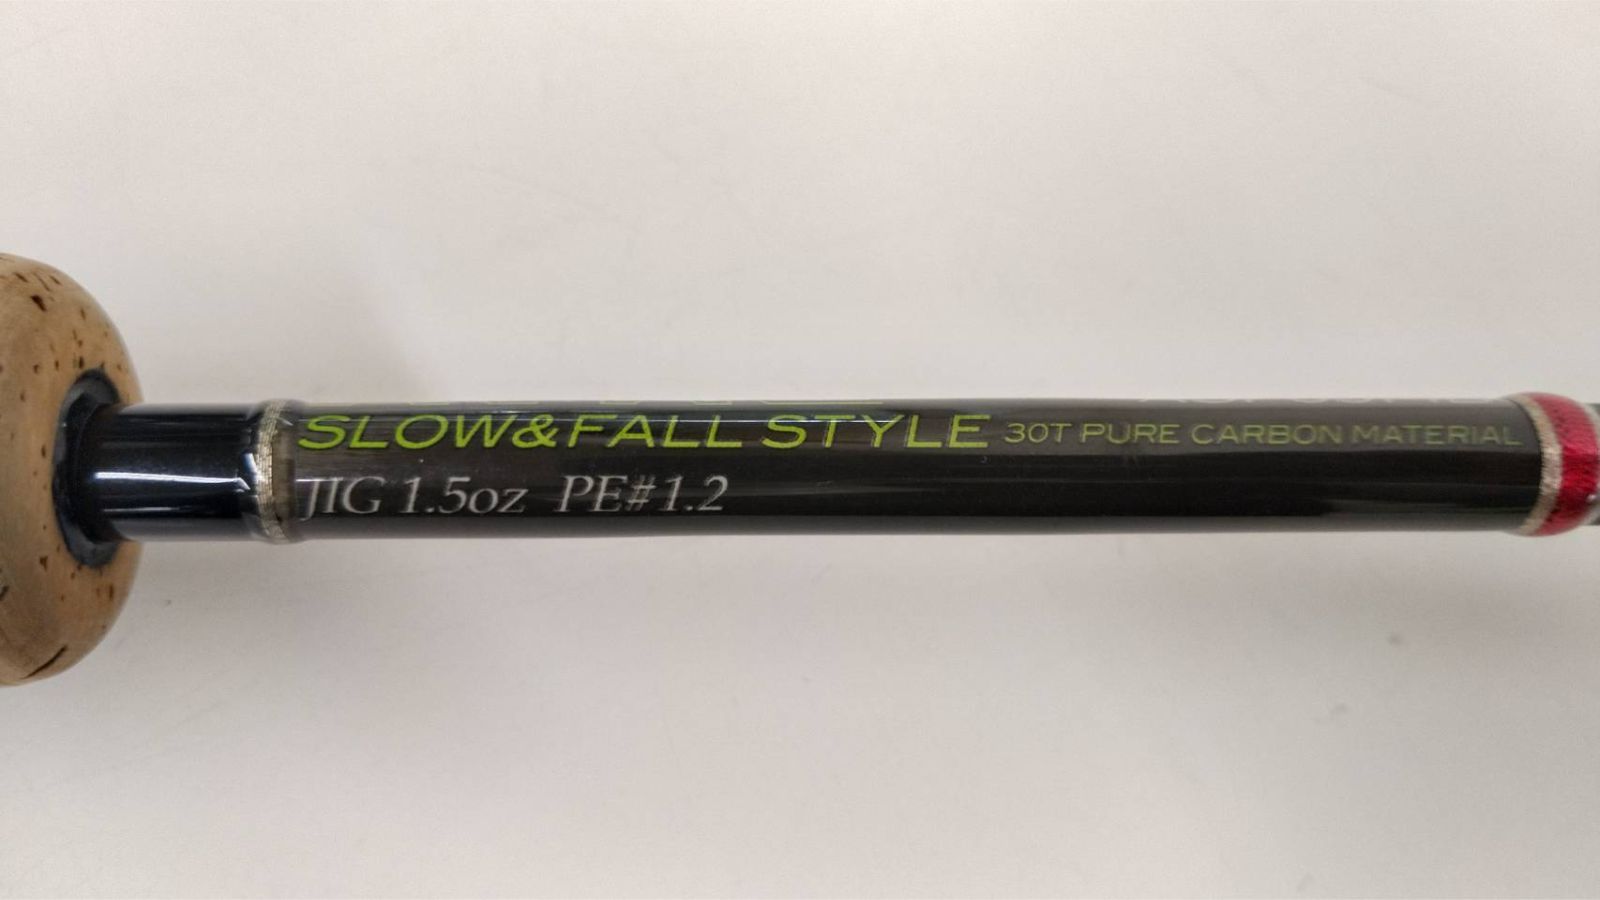 SLOW&FALL STYLE 30T PURE CARBON MATERIAL
JIG 1.5oz PE#1.2